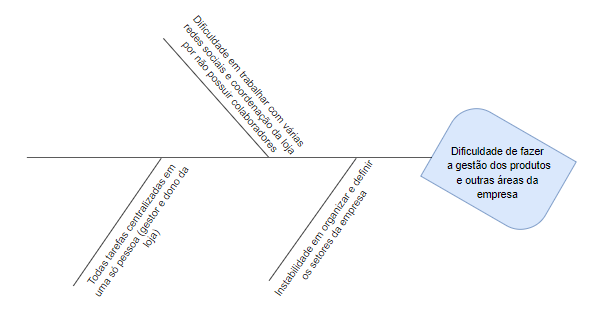 Dificuldade em trabalhar com várias
redes sociais e coordenação da loja
por não possuir colaboradores
Dificuldade de fazer
a gestão dos produtos
e outras áreas da
empresa
Todas tarefas centralizadas em
uma só pessoa (gestor e dono da
loja)
Instabilidade em organizar e definir
os setores da empresa